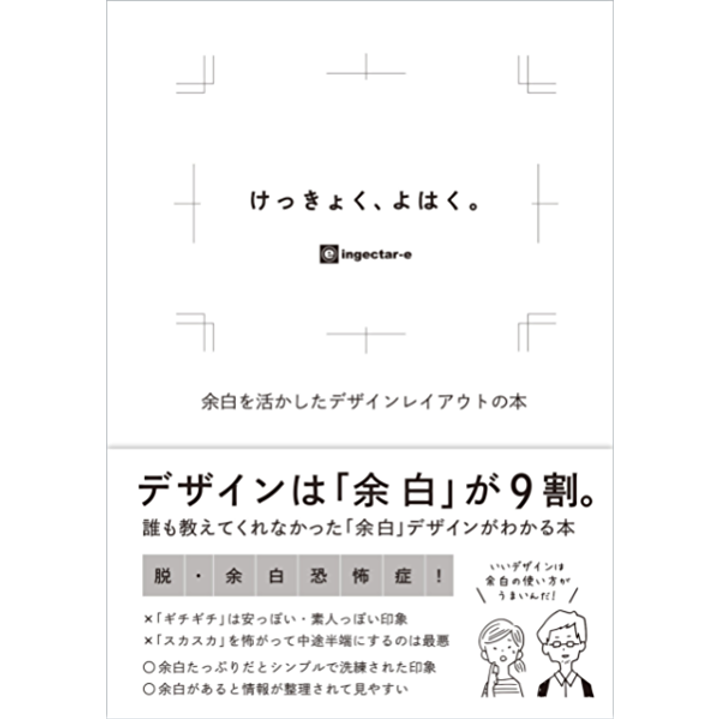 けっきょく、よはく。
e ingectar-e
余白を活かしたデザインレイアウトの本
デザインは「余白」が9割。
誰も教えてくれなかった「余白」デザインがわかる本
脱・余白恐怖症！
×「ギチギチ」は安っぽい・素人っぽい印象
×「スカスカ」を怖がって中途半端にするのは最悪
○余白たっぷりだとシンプルで洗練された印象
○余白があると情報が整理されて見やすい
いいデザインは
余白の使い方が
うまいんだ！